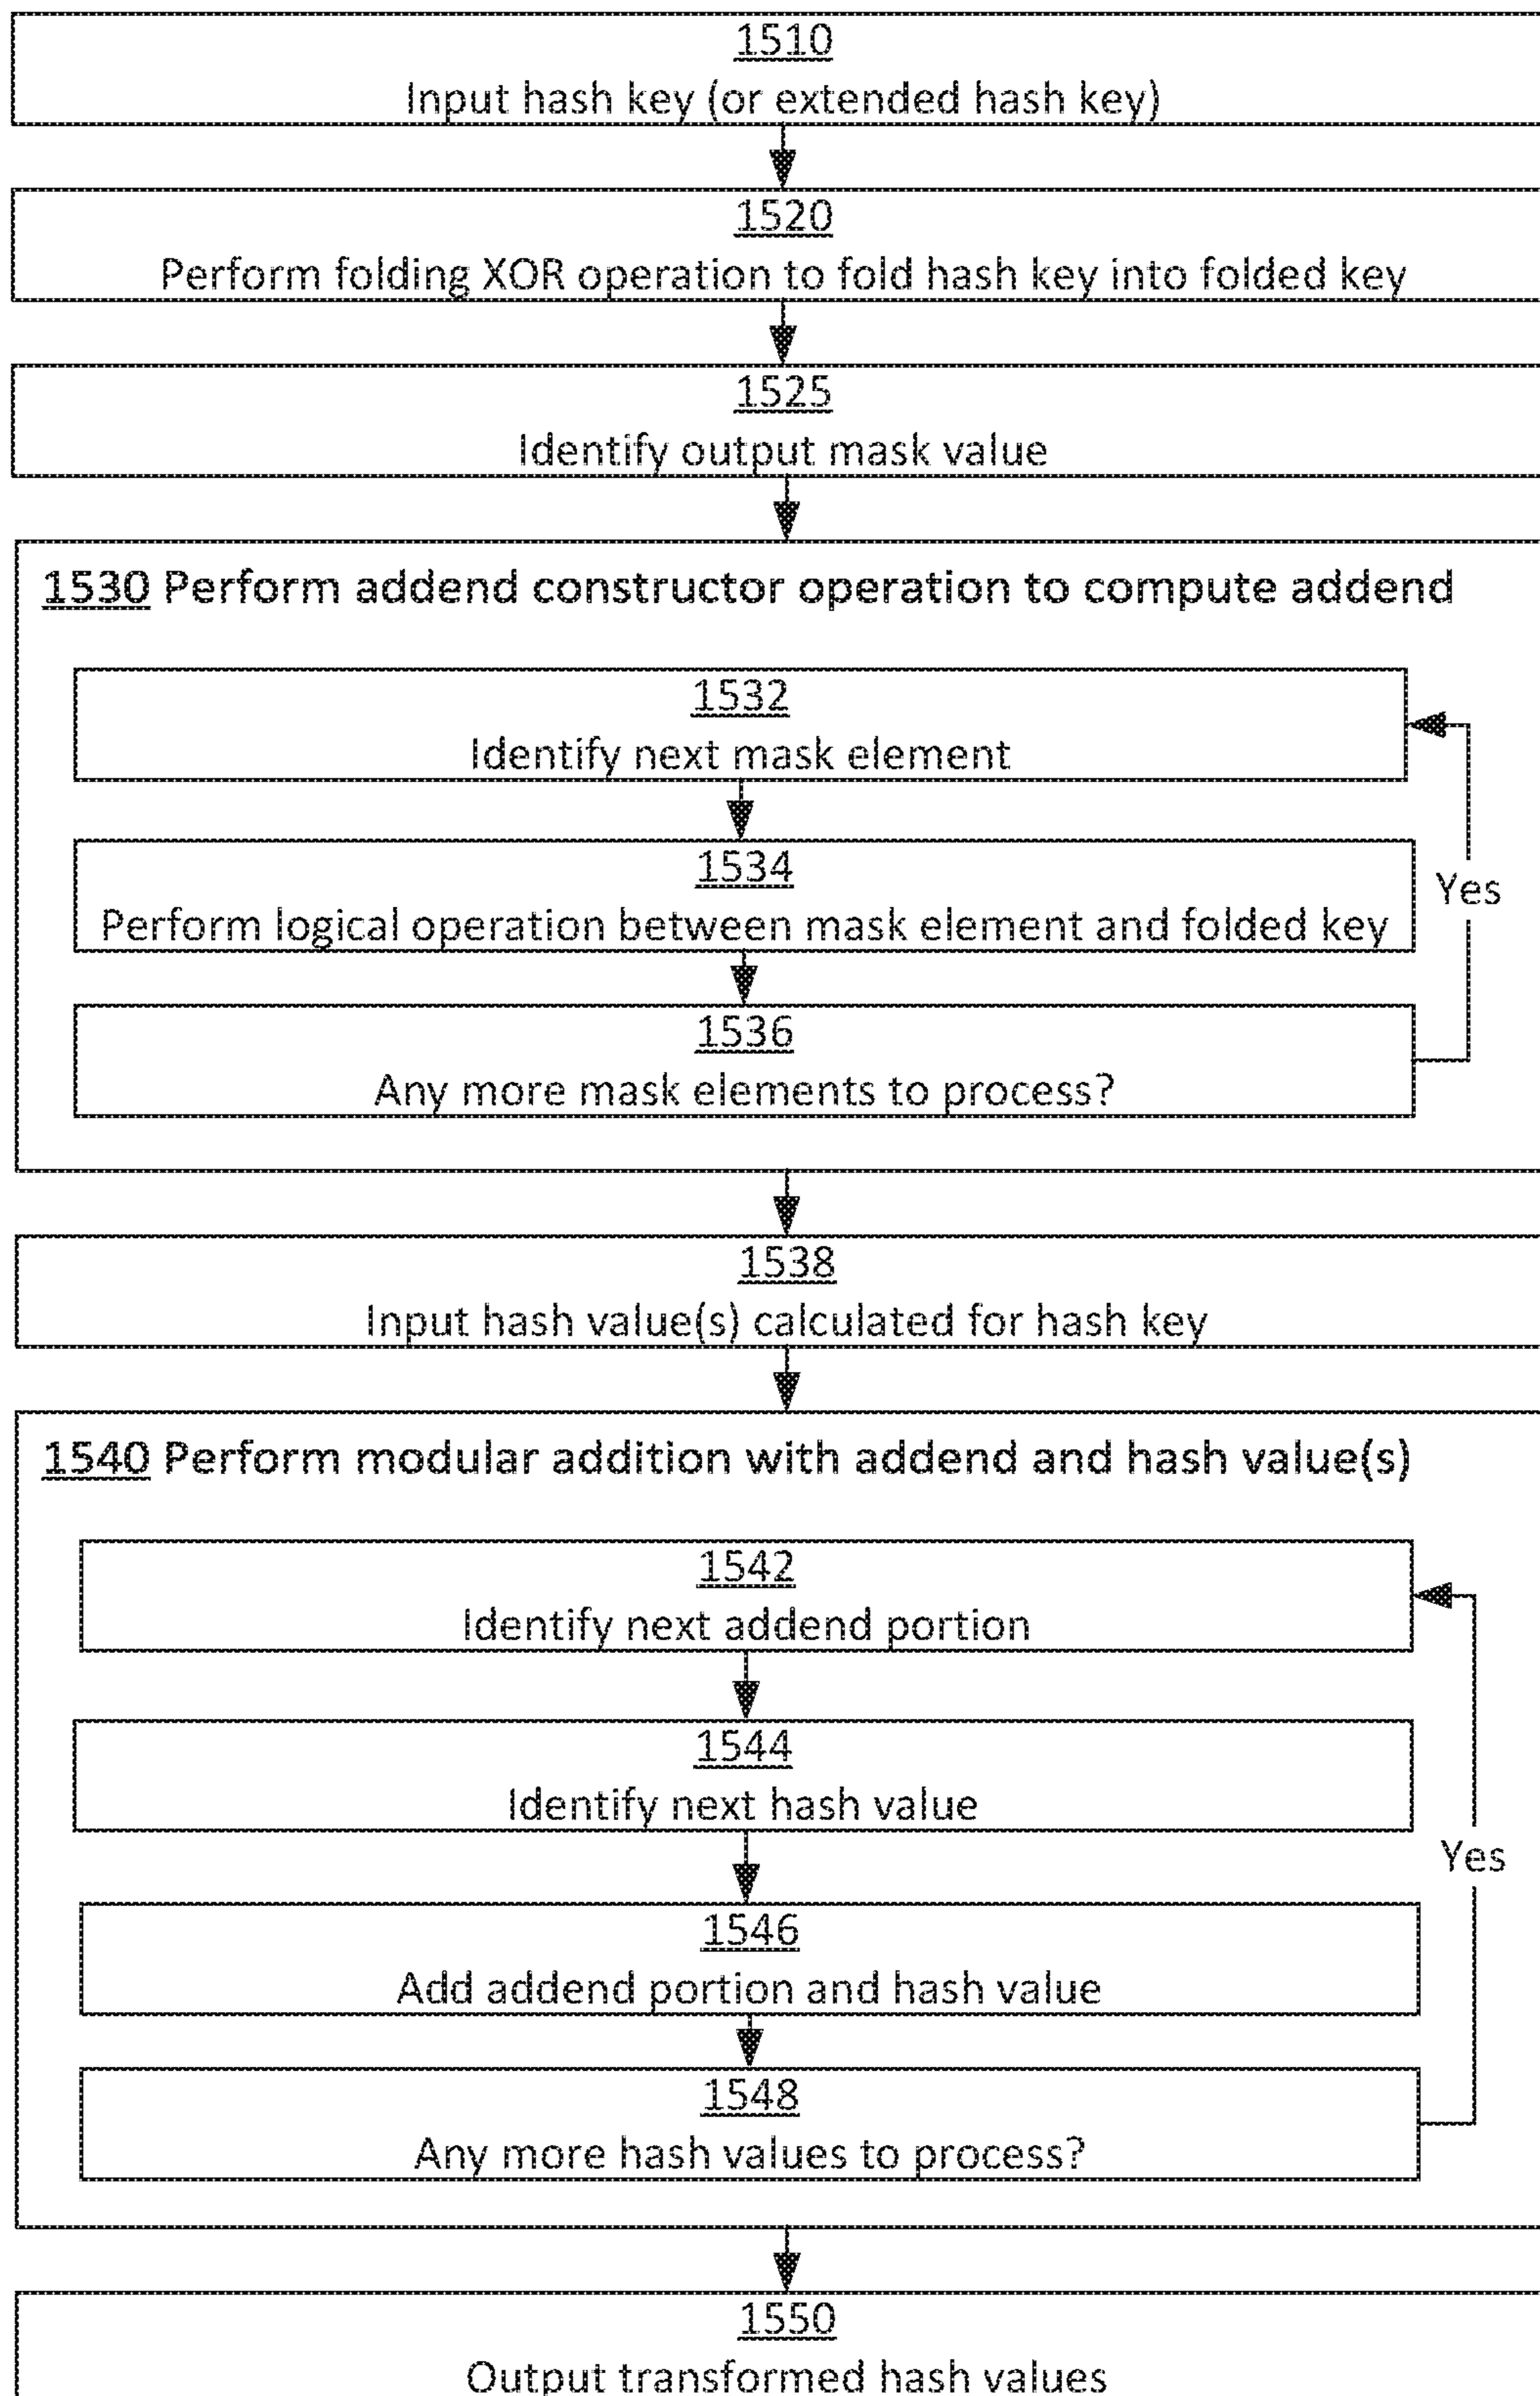 1510
Input hash key (or extended hash key)
1520
Perform folding XOR operation to fold hash key into folded key
1525
Identify output mask value
1530 Perform addend constructor operation to compute addend
1532
Identify next mask element
1534
Perform logical operation between mask element and folded key
Yes
1536
Any more mask elements to process?
1538
Input hash value(s) calculated for hash key
1540 Perform modular addition with addend and hash value(s)
1542
Identify next addend portion
1544
Identify next hash value
Yes
1546
Add addend portion and hash value
1548
Any more hash values to process?
1550
Output transformed hash values